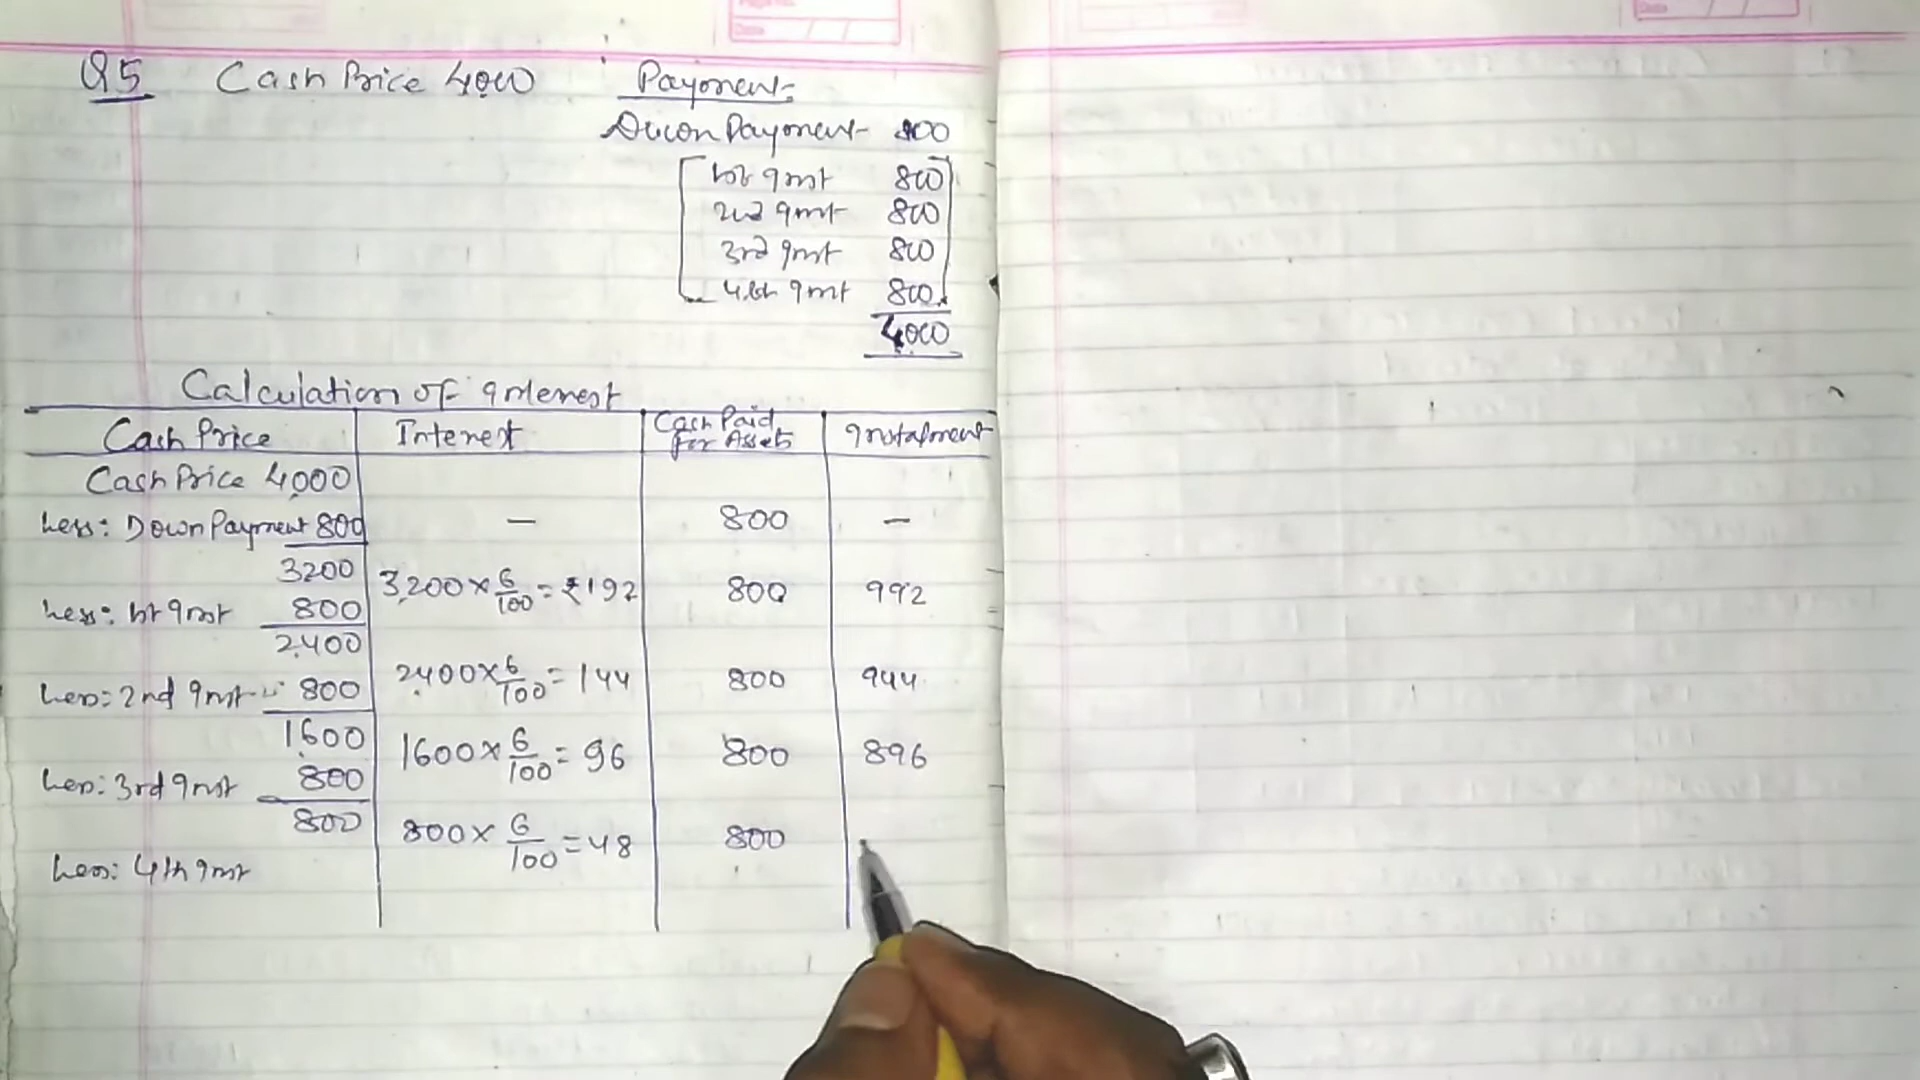 Q5 Cash Price 4000 Payment:
Down Payment 800
1st Inst 800
2nd Inst 800
3rd Inst 800
4th Inst 800
4000
Calculation of Interest
Cash Price Interest Cash Paid for Assets Instalment
Cash Price 4000
Less: Down Payment 800 — 800 —
3200 3,200 × 6/100 = ₹192 800 992
Less: 1st Inst 800
2400
2400 × 6/100 = 144 800 944
Less: 2nd Inst 800
1600 1600 × 6/100 = 96 800 896
Less: 3rd Inst 800
800 800 × 6/100 = 48 800
Less: 4th Inst